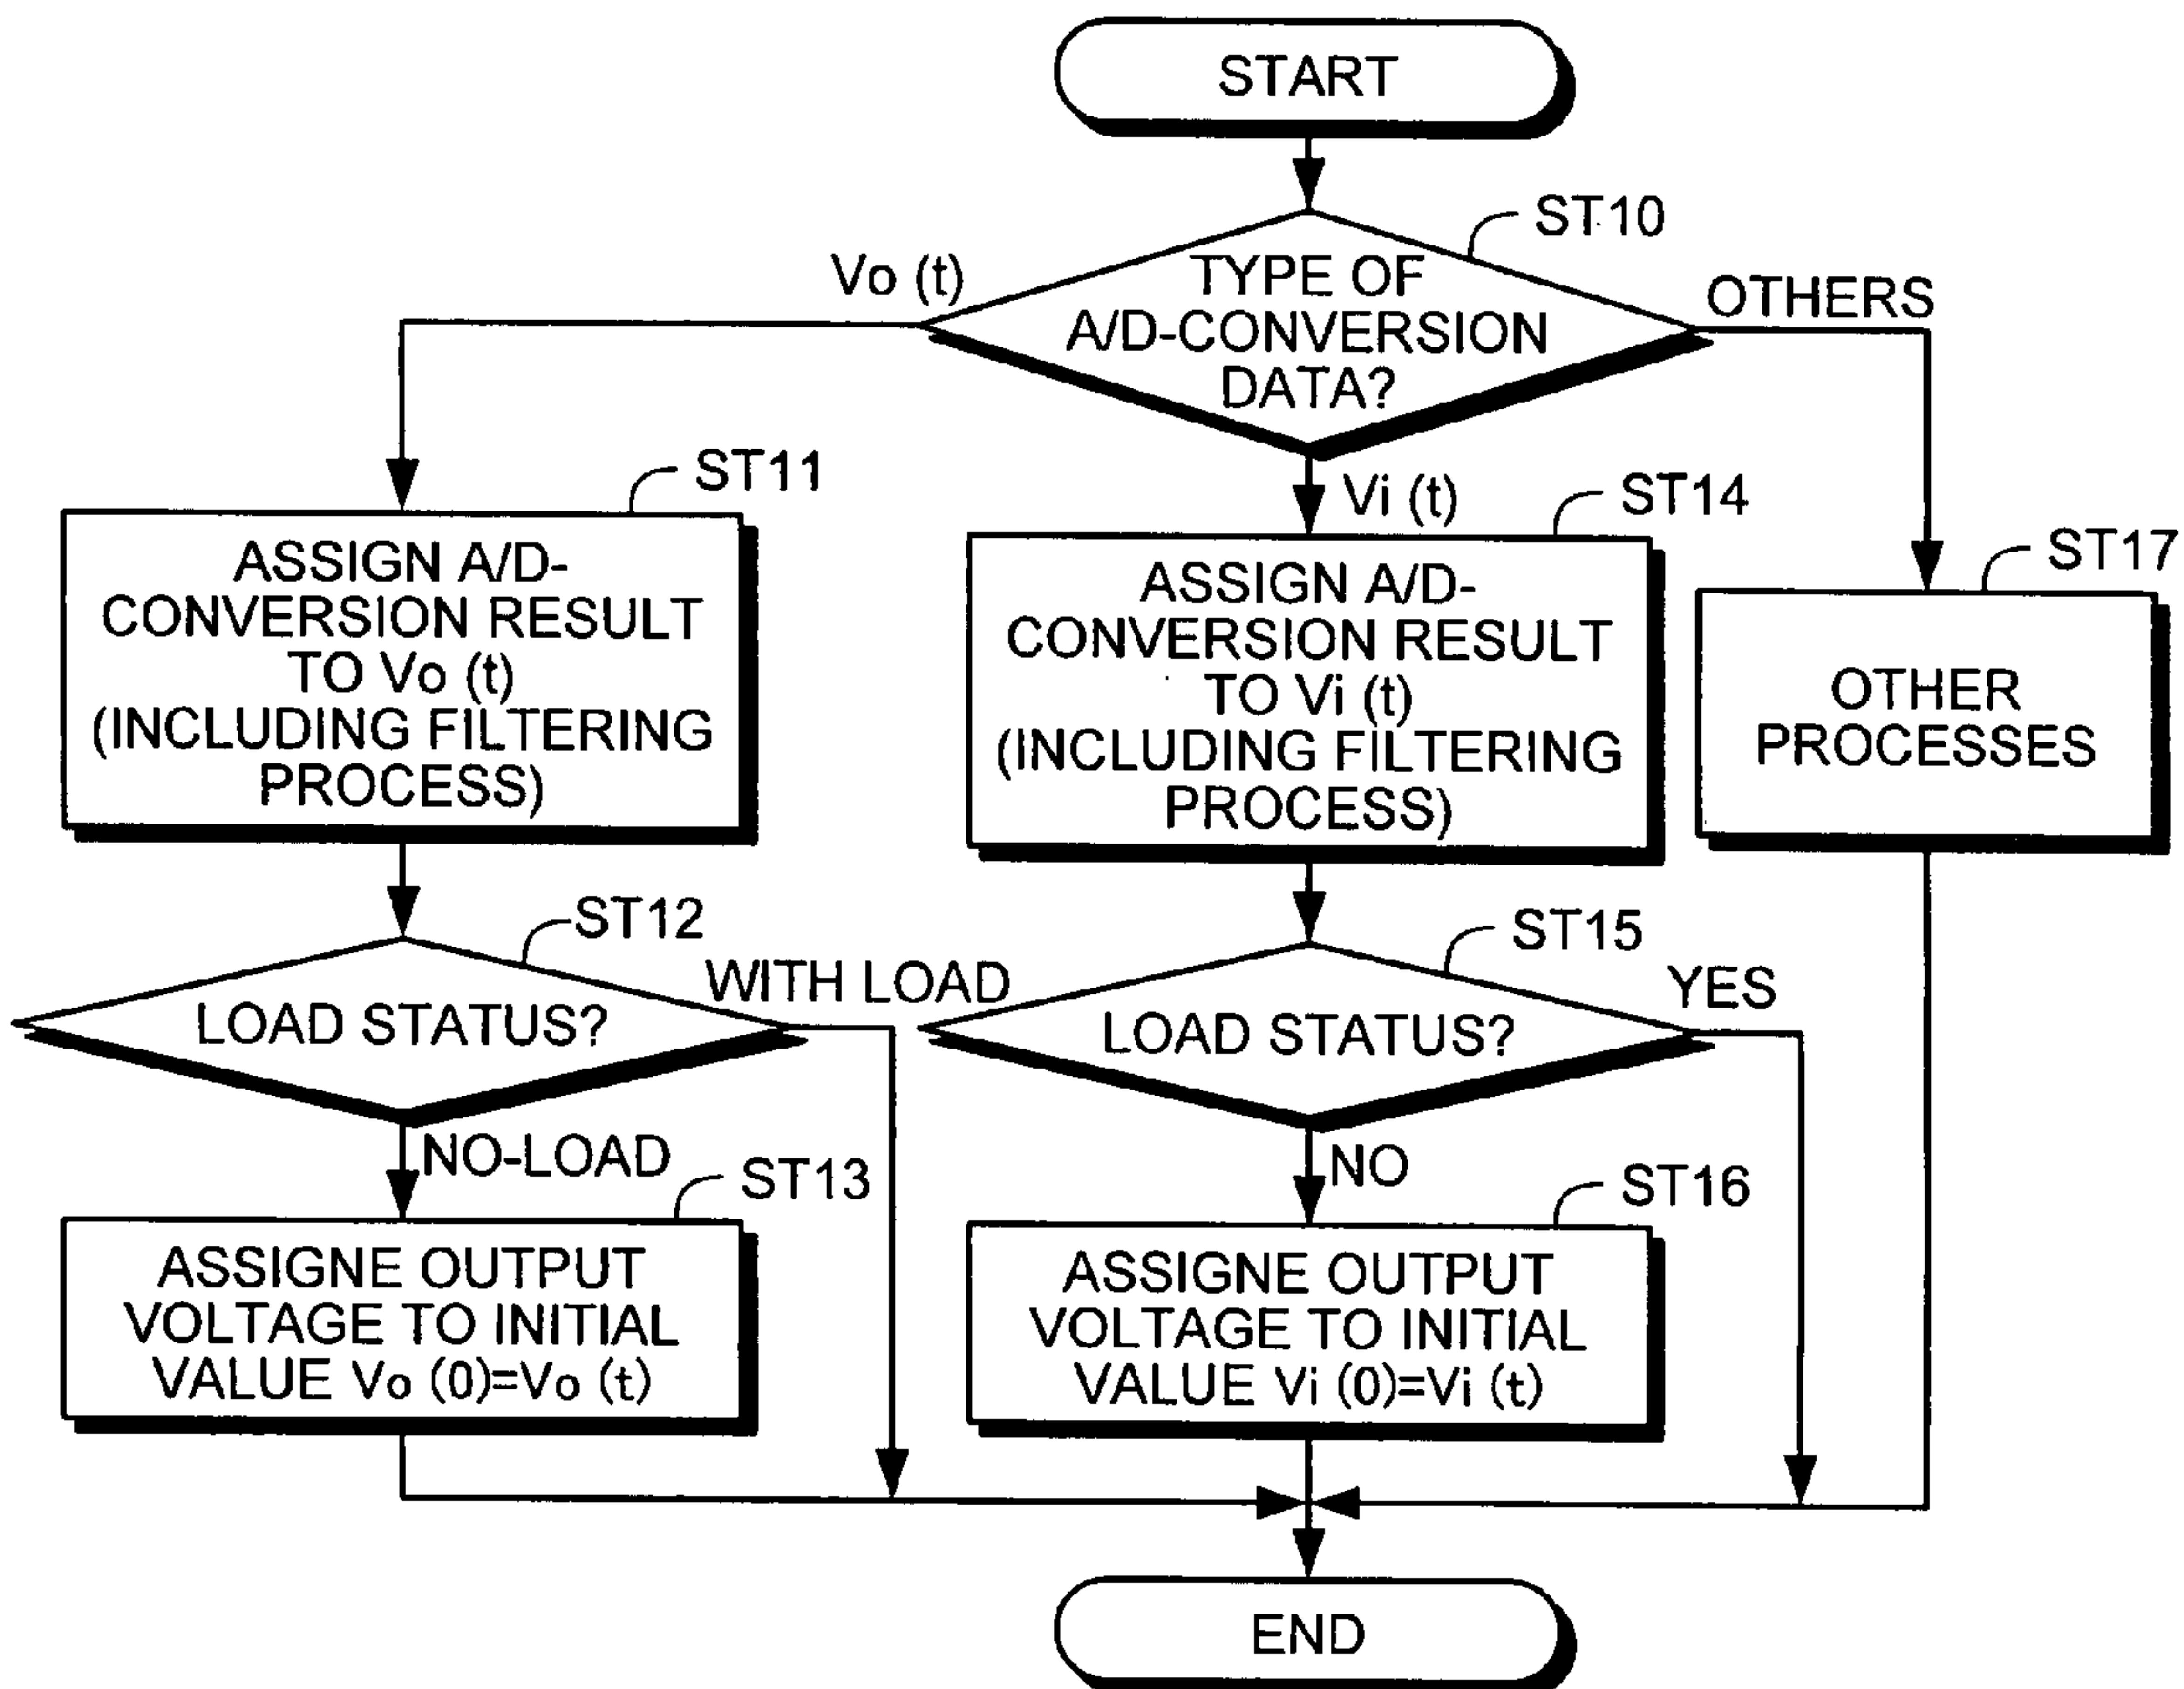 START
ST10
TYPE OF
A/D-CONVERSION
DATA?
Vo (t)
OTHERS
Vi (t)
ST11
ASSIGN A/D-
CONVERSION RESULT
TO Vo (t)
(INCLUDING FILTERING
PROCESS)
ST14
ASSIGN A/D-
CONVERSION RESULT
TO Vi (t)
(INCLUDING FILTERING
PROCESS)
ST17
OTHER
PROCESSES
ST12
LOAD STATUS?
WITH LOAD
NO-LOAD
ST15
LOAD STATUS?
YES
NO
ST13
ASSIGNE OUTPUT
VOLTAGE TO INITIAL
VALUE Vo (0)=Vo (t)
ST16
ASSIGNE OUTPUT
VOLTAGE TO INITIAL
VALUE Vi (0)=Vi (t)
END